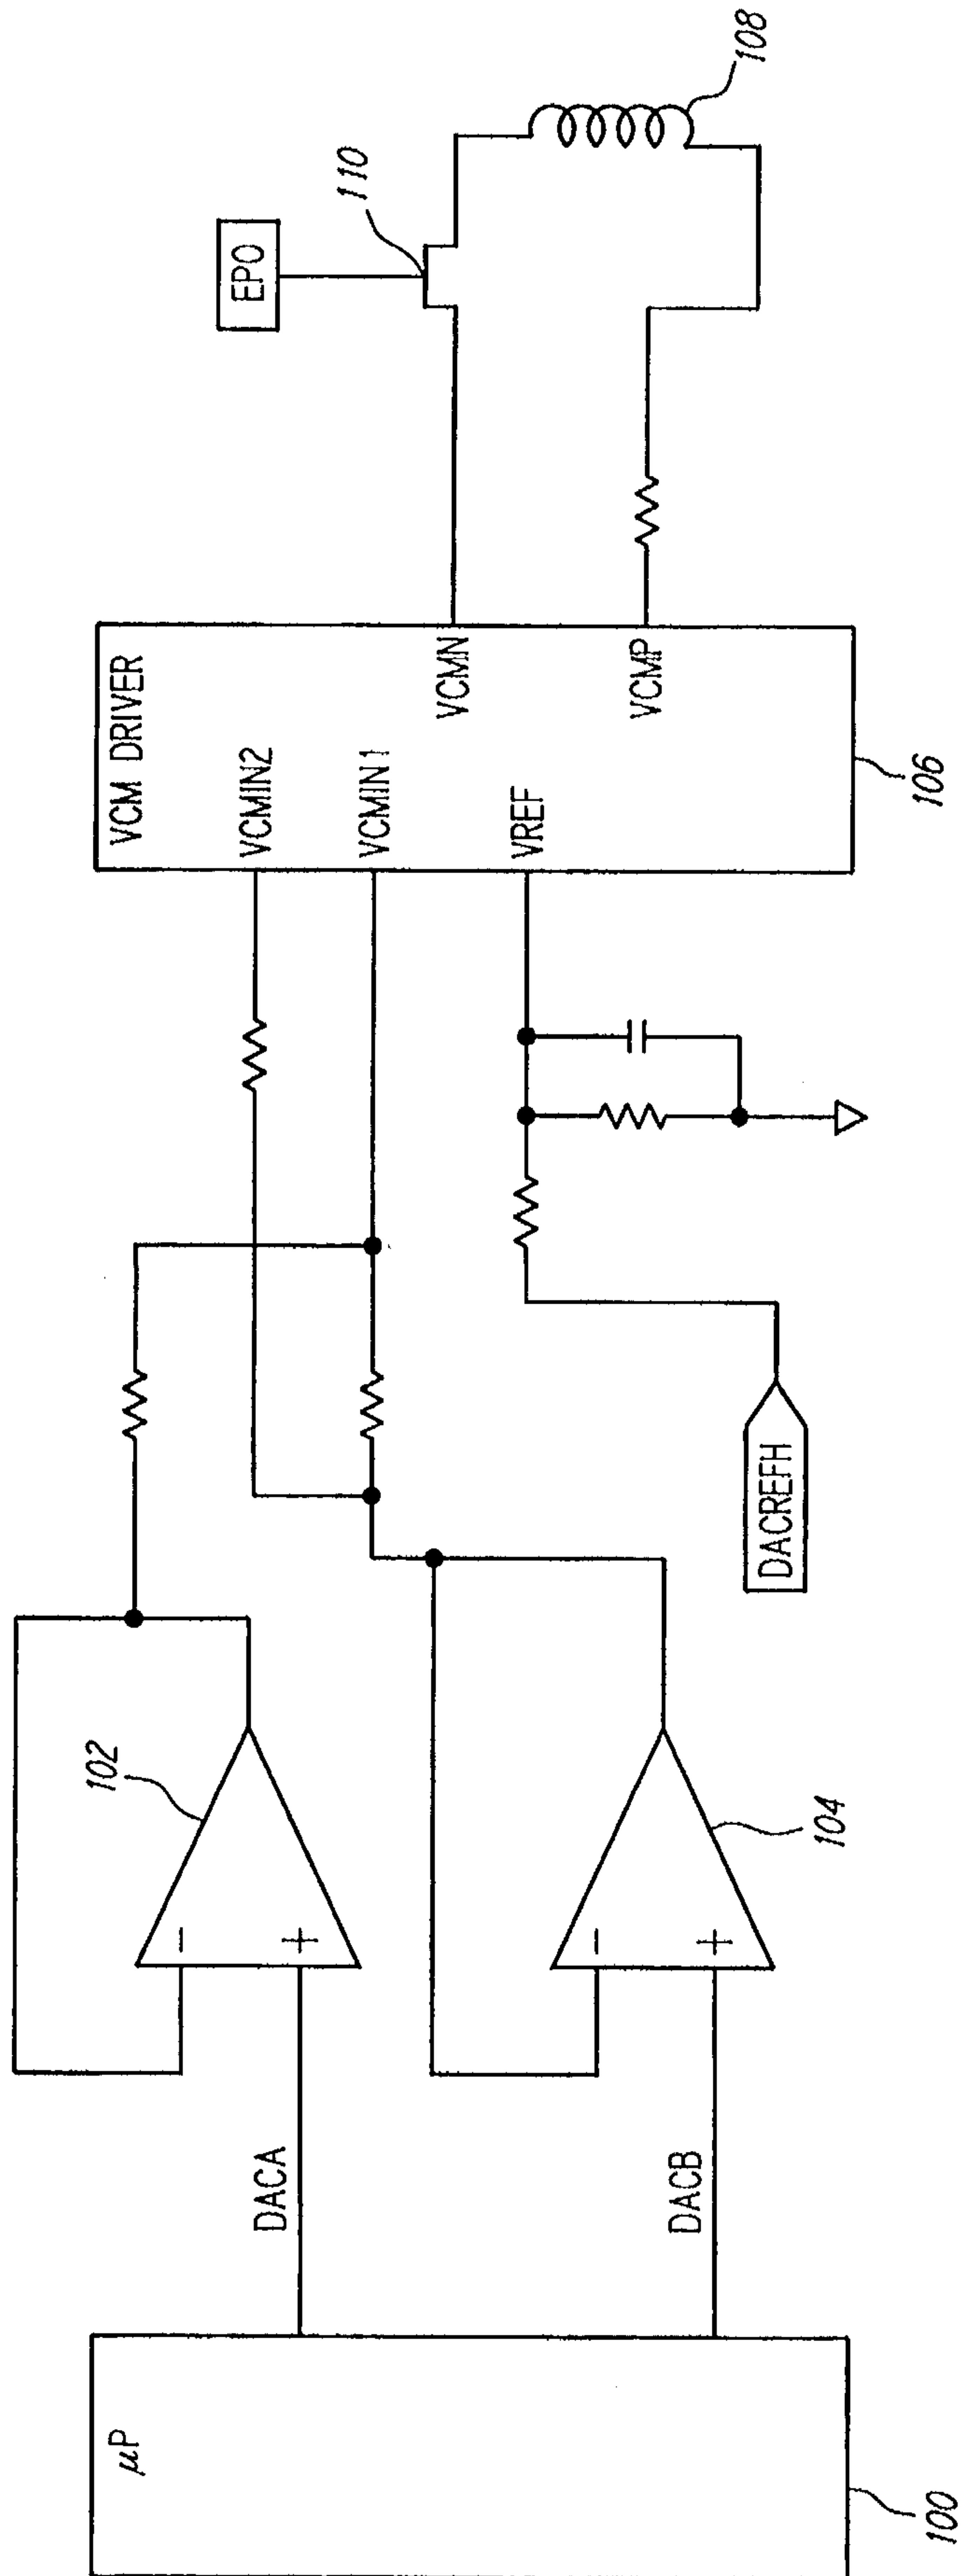 µP
100
DACA
DACB
102
104
DACREFH
VCM DRIVER
VCMIN2
VCMIN1
VREF
VCMN
VCMP
106
EPO
110
108
−
+
−
+